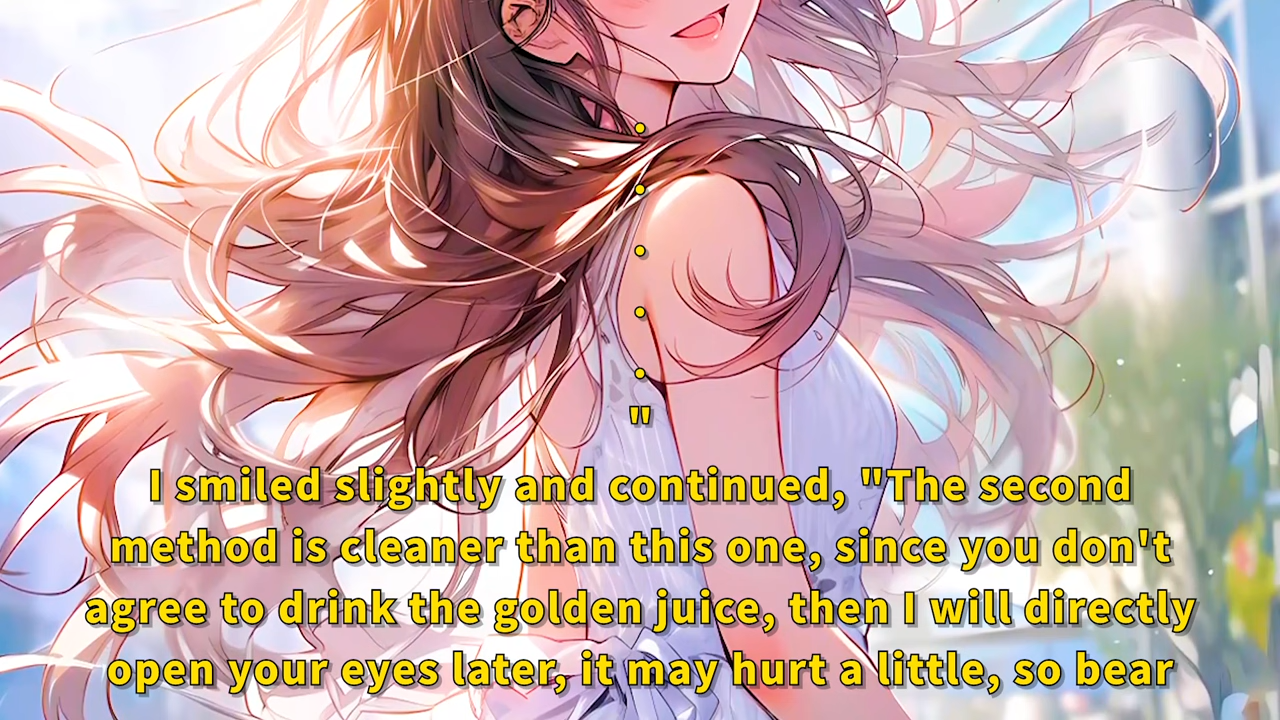 .
.
.
.
.
"
I smiled slightly and continued, "The second
method is cleaner than this one, since you don't
agree to drink the golden juice, then I will directly
open your eyes later, it may hurt a little, so bear